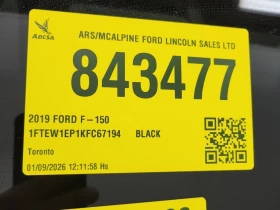 ADESA
ARS/MCALPINE FORD LINCOLN SALES LTD
843477
2019 FORD F-150
1FTEW1EP1KFC67194 BLACK
Toronto
01/09/2026 12:11:58 Hs